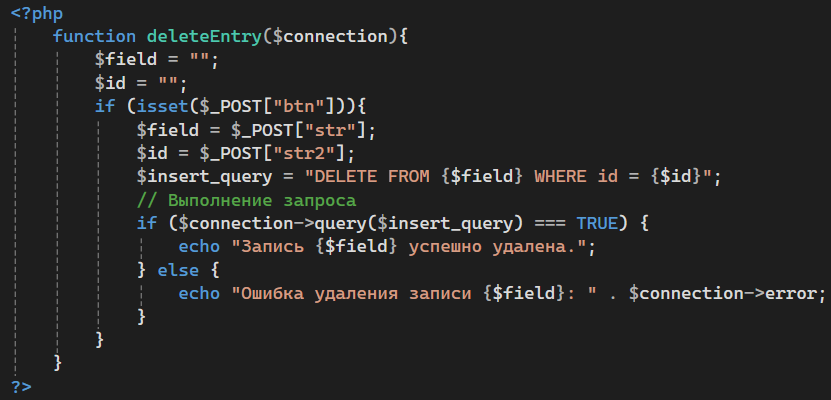 <?php
    function deleteEntry($connection){
        $field = "";
        $id = "";
        if (isset($_POST["btn"])){
            $field = $_POST["str"];
            $id = $_POST["str2"];
            $insert_query = "DELETE FROM {$field} WHERE id = {$id}";
            // Выполнение запроса
            if ($connection->query($insert_query) === TRUE) {
                echo "Запись {$field} успешно удалена.";
            } else {
                echo "Ошибка удаления записи {$field}: " . $connection->error;
            }
        }
    }
?>